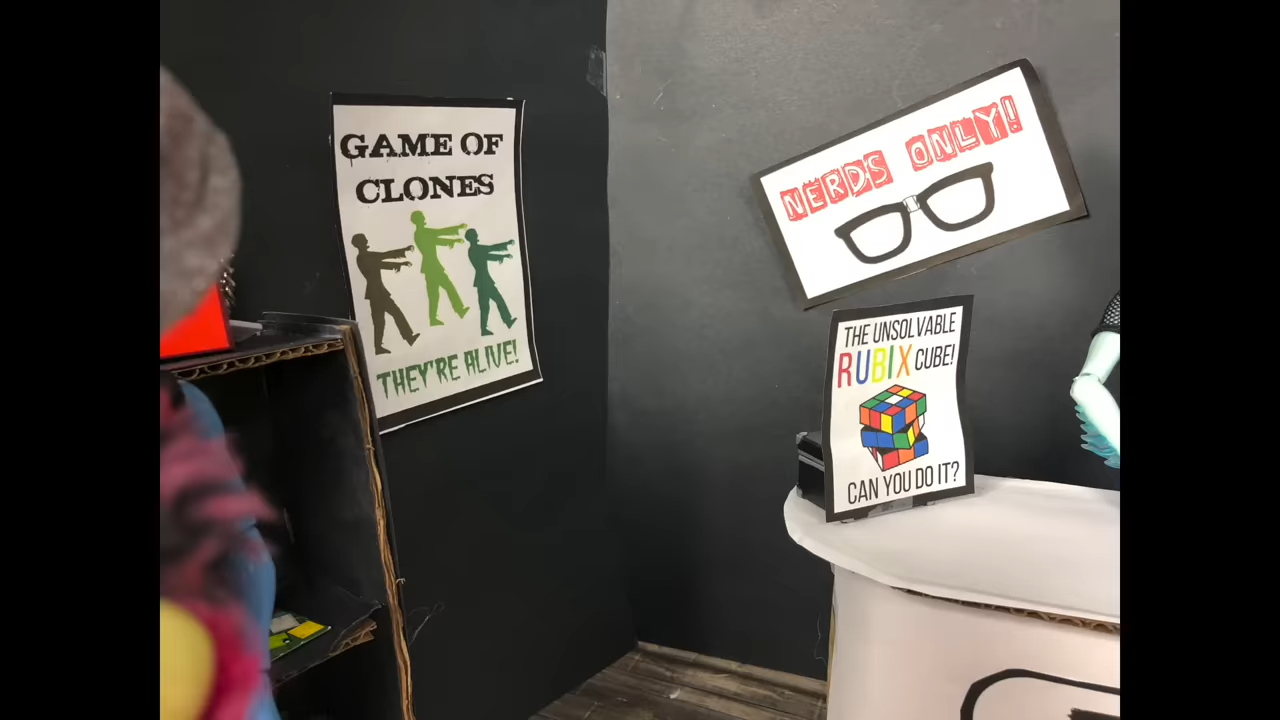 GAME OF
CLONES
THEY'RE ALIVE!
NERDS ONLY!
THE UNSOLVABLE
RUBIX CUBE!
CAN YOU DO IT?